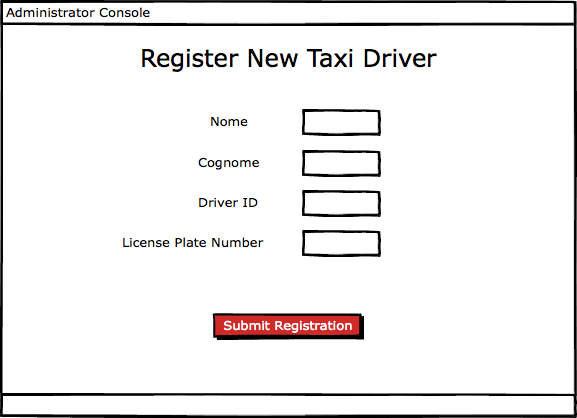 Administrator Console
Register New Taxi Driver
Nome
Cognome
Driver ID
License Plate Number
Submit Registration